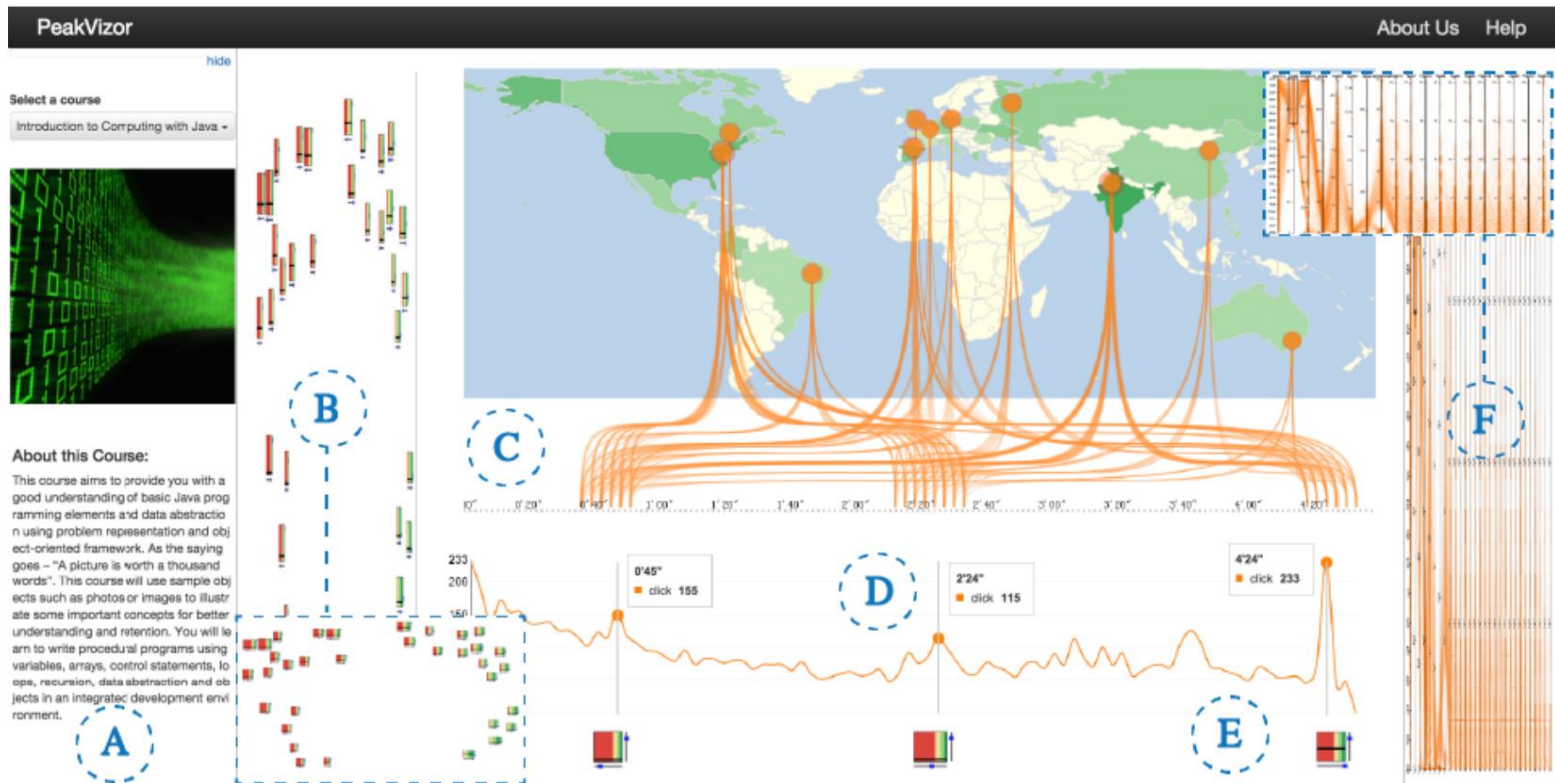 PeakVizor
About Us Help
hide
Select a course
Introduction to Computing with Java
About this Course:
This course aims to provide you with a
good understanding of basic Java prog
ramming elements and data abstractio
n using problem representation and obj
ect-oriented framework. As the saying
goes – "A picture is worth a thousand
words". This course will use sample obj
ects such as photos or images to illustr
ate some important concepts for better
understanding and retention. You will le
arn to write procedural programs using
variables, arrays, control statements, lo
ops, recursion, data abstraction and ob
jects in an integrated development envi
ronment.
A
B
C
0" 0'20" 0'40" 1'00" 1'20" 1'40" 2'00" 2'20" 2'40" 3'00" 3'20" 3'40" 4'00" 4'20"
233
200
150
0'45"
click 155
D
2'24"
click 115
4'24"
click 233
E
F